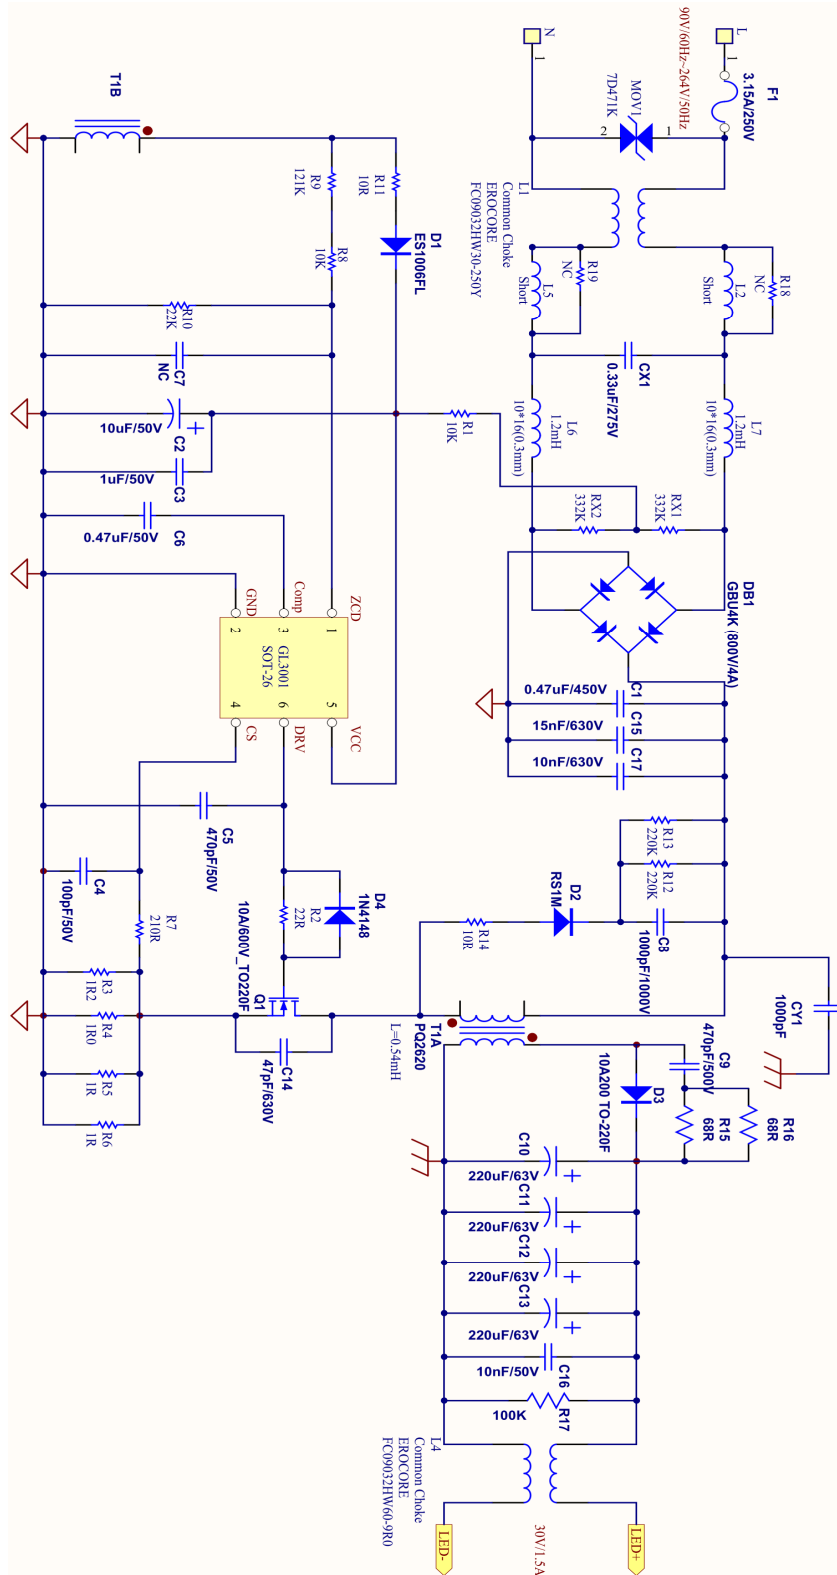 N
1
L
1
90V/60Hz~264V/50Hz
F1
3.15A/250V
MOV1
7D471K
2
1
T1B
R9
121K
R11
10R
R8
10K
D1
ES1006FL
L1
Common Choke
EROCORE
FC09032HW30-250Y
R19
NC
L5
Short
R18
NC
L2
Short
R10
22K
C7
NC
CX1
0.33uF/275V
10uF/50V
C2
1uF/50V
C3
R1
10K
L6
1.2mH
10*16(0.3mm)
L7
1.2mH
10*16(0.3mm)
0.47uF/50V
C6
RX2
332K
RX1
332K
GND
Comp
ZCD
2
3
1
GL3001
SOT-26
4
6
5
CS
DRV
VCC
DB1
GBU4K (800V/4A)
0.47uF/450V
C1
15nF/630V
C15
10nF/630V
C17
C5
470pF/50V
C4
100pF/50V
R7
210R
R2
22R
D4
1N4148
R13
220K
R12
220K
D2
RS1M
C8
1000pF/1000V
R14
10R
R3
1R2
R4
1R0
R5
1R
R6
1R
10A/600V_TO220F
Q1
C14
47pF/630V
T1A
PQ2620
L=0.54mH
CY1
1000pF
C9
470pF/500V
D3
10A200 TO-220F
R15
68R
R16
68R
C10
220uF/63V
C11
220uF/63V
C12
220uF/63V
C13
220uF/63V
10nF/50V
C16
100K
R17
L4
Common Choke
EROCORE
FC09032HW60-9R0
LED-
30V/1.5A
LED+